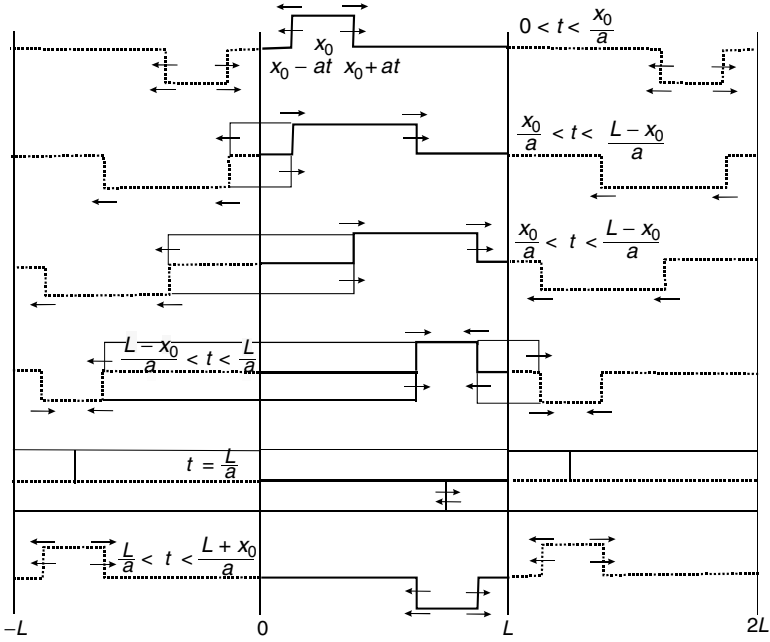 0 < t < x₀/a
x₀
x₀ – at x₀ + at
x₀/a < t < L – x₀/a
x₀/a < t < L – x₀/a
L – x₀/a < t < L/a
t = L/a
L/a < t < L + x₀/a
–L 0 L 2L